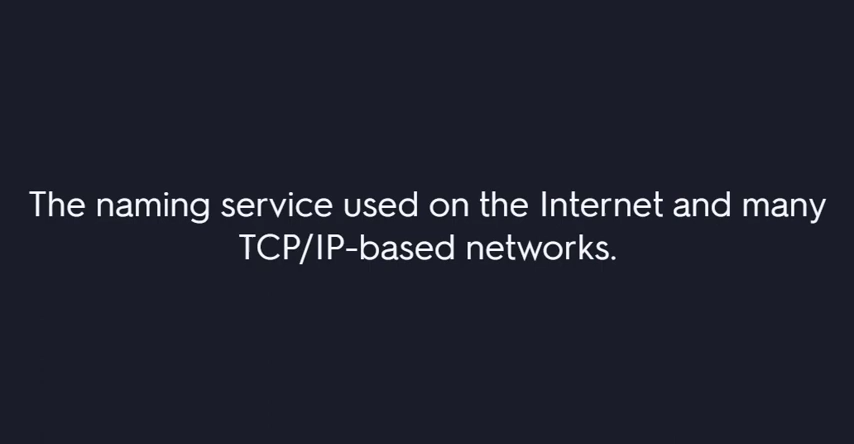 The naming service used on the Internet and many
TCP/IP-based networks.